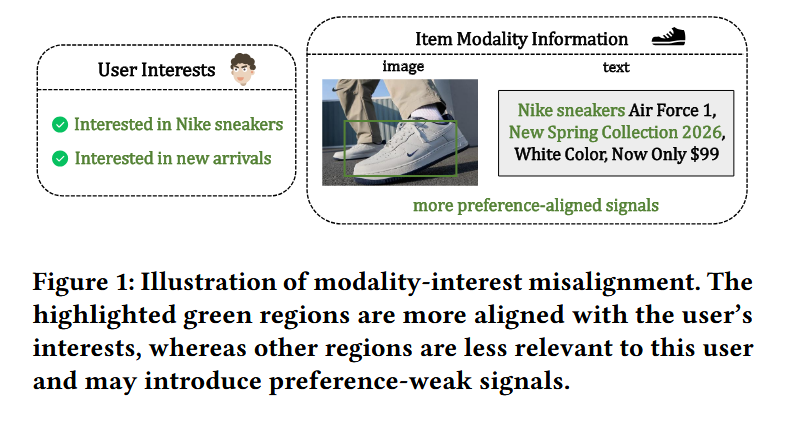 User Interests
Interested in Nike sneakers
Interested in new arrivals
Item Modality Information
image
text
Nike sneakers Air Force 1,
New Spring Collection 2026,
White Color, Now Only $99
more preference-aligned signals
Figure 1: Illustration of modality-interest misalignment. The
highlighted green regions are more aligned with the user's
interests, whereas other regions are less relevant to this user
and may introduce preference-weak signals.